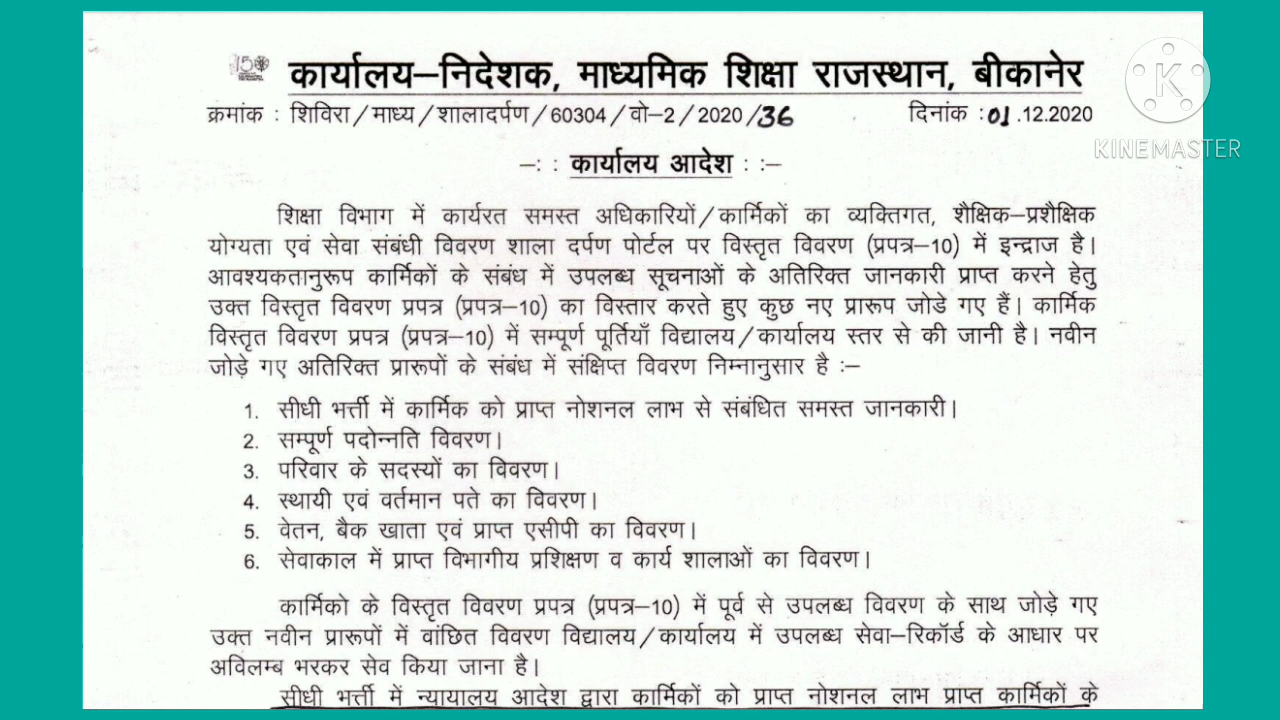 कार्यालय–निदेशक, माध्यमिक शिक्षा राजस्थान, बीकानेर
क्रमांक : शिविरा/माध्य/शालादर्पण/60304/वो–2/2020/36 दिनांक :01.12.2020
K
KINEMASTER
–: : कार्यालय आदेश : :–
शिक्षा विभाग में कार्यरत समस्त अधिकारियों/कार्मिकों का व्यक्तिगत, शैक्षिक–प्रशैक्षिक
योग्यता एवं सेवा संबंधी विवरण शाला दर्पण पोर्टल पर विस्तृत विवरण (प्रपत्र–10) में इन्द्राज है।
आवश्यकतानुरूप कार्मिकों के संबंध में उपलब्ध सूचनाओं के अतिरिक्त जानकारी प्राप्त करने हेतु
उक्त विस्तृत विवरण प्रपत्र (प्रपत्र–10) का विस्तार करते हुए कुछ नए प्रारूप जोडे गए हैं। कार्मिक
विस्तृत विवरण प्रपत्र (प्रपत्र–10) में सम्पूर्ण पूर्तियाँ विद्यालय/कार्यालय स्तर से की जानी है। नवीन
जोड़े गए अतिरिक्त प्रारूपों के संबंध में संक्षिप्त विवरण निम्नानुसार है :–
1. सीधी भर्त्ती में कार्मिक को प्राप्त नोशनल लाभ से संबंधित समस्त जानकारी।
2. सम्पूर्ण पदोन्नति विवरण।
3. परिवार के सदस्यों का विवरण।
4. स्थायी एवं वर्तमान पते का विवरण।
5. वेतन, बैक खाता एवं प्राप्त एसीपी का विवरण।
6. सेवाकाल में प्राप्त विभागीय प्रशिक्षण व कार्य शालाओं का विवरण।
कार्मिको के विस्तृत विवरण प्रपत्र (प्रपत्र–10) में पूर्व से उपलब्ध विवरण के साथ जोड़े गए
उक्त नवीन प्रारूपों में वांछित विवरण विद्यालय/कार्यालय में उपलब्ध सेवा–रिकॉर्ड के आधार पर
अविलम्ब भरकर सेव किया जाना है।
सीधी भर्त्ती में न्यायालय आदेश द्वारा कार्मिकों को प्राप्त नोशनल लाभ प्राप्त कार्मिकों के